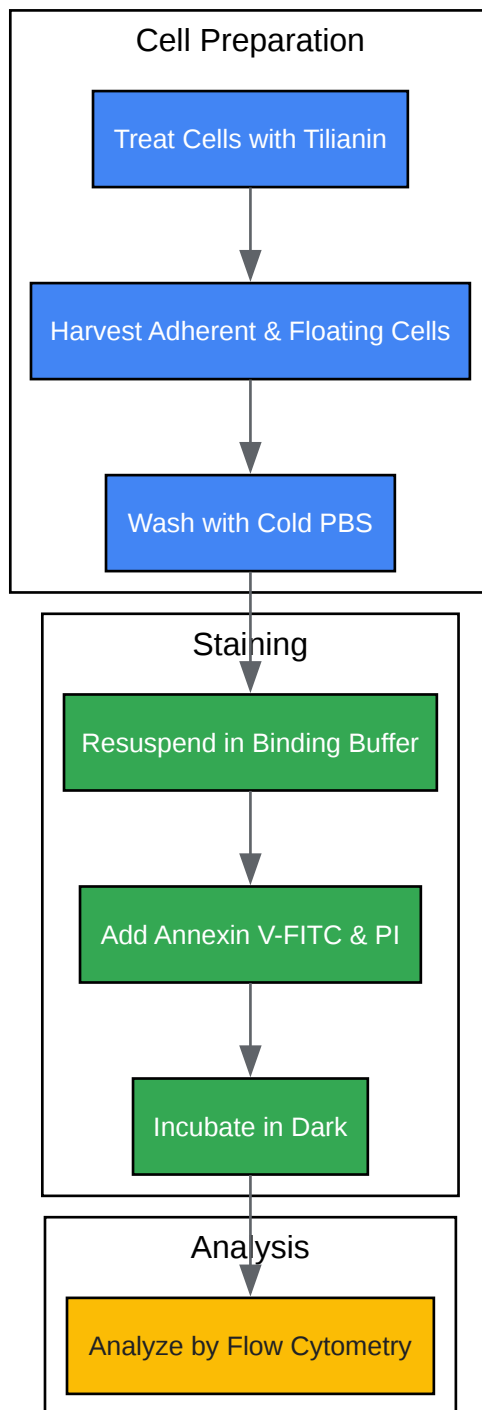 Cell Preparation
Treat Cells with Tilianin
Harvest Adherent & Floating Cells
Wash with Cold PBS
Staining
Resuspend in Binding Buffer
Add Annexin V-FITC & PI
Incubate in Dark
Analysis
Analyze by Flow Cytometry